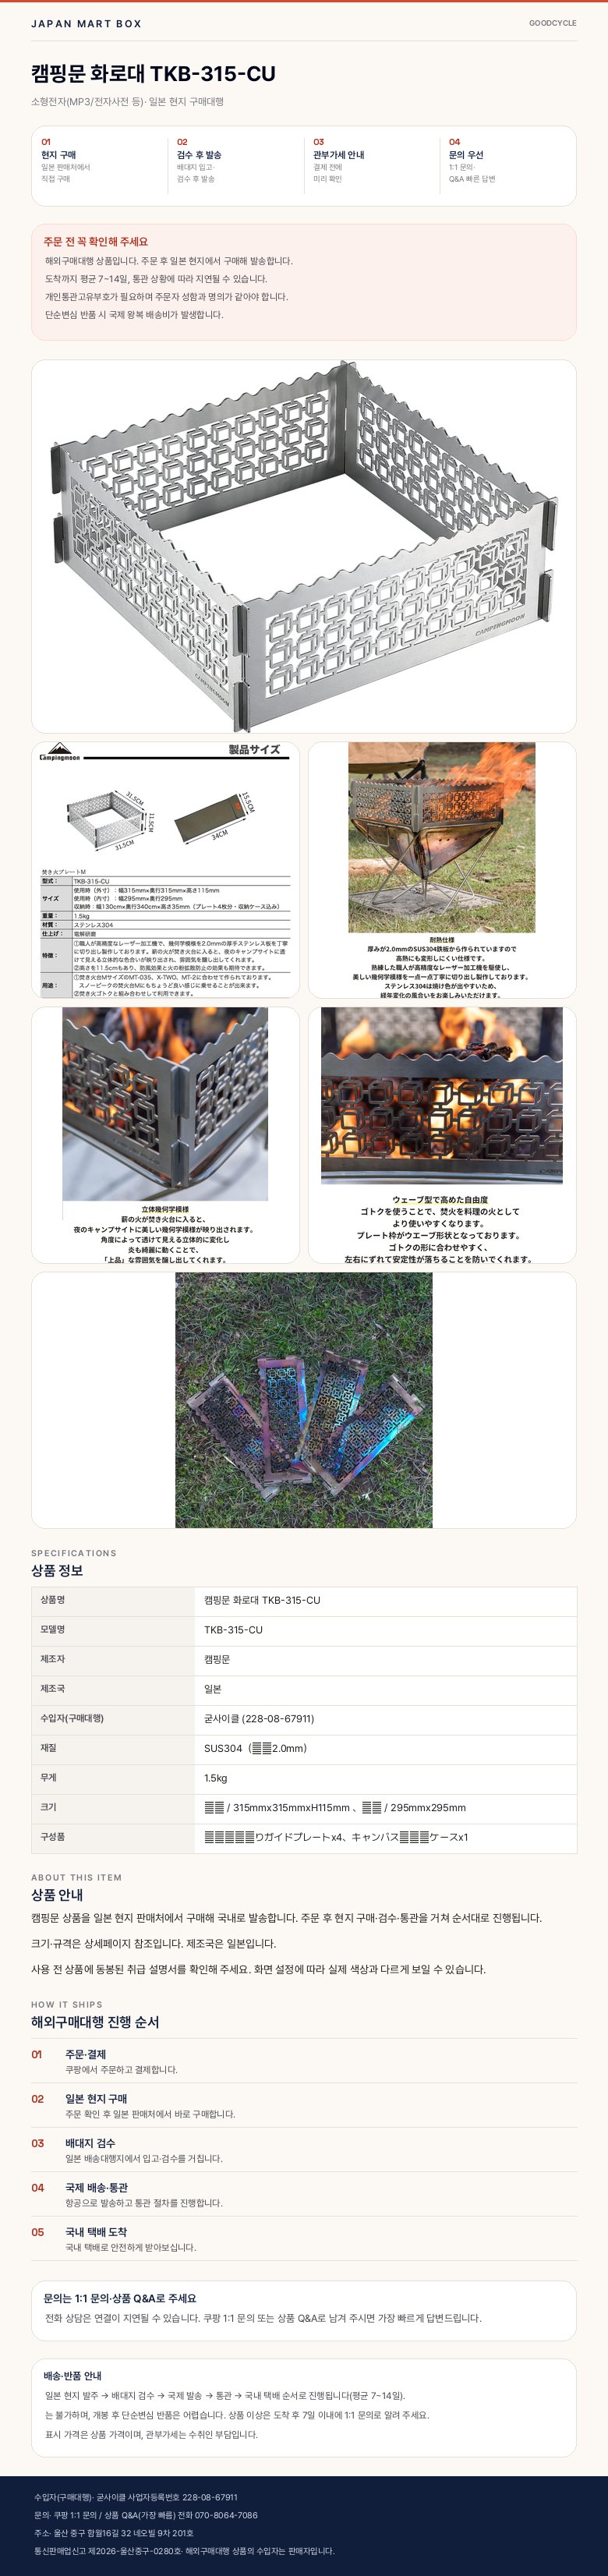 JAPAN MART BOX
GOODCYCLE
캠핑문 화로대 TKB-315-CU
소형전자(MP3/전자사전 등)· 일본 현지 구매대행
01
현지 구매
일본 판매처에서
직접 구매
02
검수 후 발송
배대지 입고·
검수 후 발송
03
관부가세 안내
결제 전에
미리 확인
04
문의 우선
1:1 문의·
Q&A 빠른 답변
주문 전 꼭 확인해 주세요
해외구매대행 상품입니다. 주문 후 일본 현지에서 구매해 발송합니다.
도착까지 평균 7~14일, 통관 상황에 따라 지연될 수 있습니다.
개인통관고유부호가 필요하며 주문자 성함과 명의가 같아야 합니다.
단순변심 반품 시 국제 왕복 배송비가 발생합니다.
CAMPINGMOON
CAMPINGMOON
Campingmoon
製品サイズ
31.5CM
11.5CM
31.5CM
15.5CM
34CM
焚き火プレートM
型式： TKB-315-CU
サイズ 使用時（外寸）：幅315mm×奥行315mm×高さ115mm
使用時（内寸）：幅295mm×奥行295mm
収納時：幅130cm×奥行340cm×高さ35mm（プレート4枚分・収納ケース込み）
重量： 1.5kg
材質： ステンレス304
仕上げ： 電解研磨
特徴： ①職人が高精度なレーザー加工機で、幾何学模様を2.0mmの厚手ステンレス板を丁寧
に切り出し製作しております。薪の火が焚き火台に入ると、夜のキャンプサイトに透
いている美しい幾何学模様が映り出されます。上品な雰囲気を醸し出してくれます。
②高さを11.5cmもあり、防風効果と火の粉拡散防止の効果も期待できます。
用途： ①焚き火台MサイズのMT-035、X-TWO、MT-2に合わせて作られております。
スノーピークの焚火台Mにもちょうど良い感じに乗せることが出来ます。
②焚き火ゴトクと組み合わせして利用できます。
耐熱仕様
厚みが2.0mmのSUS304鉄板から作られていますので
高熱にも変形しにくい仕様です。
熟練した職人が高精度なレーザー加工機を駆使し、
美しい幾何学模様を一点一点丁寧に切り出し製作しております。
ステンレス304は焼け色が出やすいため、
経年変化の風合いをお楽しみいただけます。
立体幾何学模様
薪の火が焚き火台に入ると、
夜のキャンプサイトに美しい幾何学模様が映り出されます。
角度によって透けて見える立体的に変化し
炎も綺麗に動くことで、
「上品」な雰囲気を醸し出してくれます。
ウェーブ型で高めた自由度
ゴトクを使うことで、焚火を料理の火として
より使いやすくなります。
プレート枠がウエーブ形状となっております。
ゴトクの形に合わせやすく、
左右にずれて安定性が落ちることを防いでくれます。
SPECIFICATIONS
상품 정보
상품명 캠핑문 화로대 TKB-315-CU
모델명 TKB-315-CU
제조자 캠핑문
제조국 일본
수입자(구매대행) 굳사이클 (228-08-67911)
재질 SUS304（2.0mm）
무게 1.5kg
크기 / 315mmx315mmxH115mm 、 / 295mmx295mm
구성품 りガイドプレートx4、キャンバスケースx1
ABOUT THIS ITEM
상품 안내
캠핑문 상품을 일본 현지 판매처에서 구매해 국내로 발송합니다. 주문 후 현지 구매·검수·통관을 거쳐 순서대로 진행됩니다.
크기·규격은 상세페이지 참조입니다. 제조국은 일본입니다.
사용 전 상품에 동봉된 취급 설명서를 확인해 주세요. 화면 설정에 따라 실제 색상과 다르게 보일 수 있습니다.
HOW IT SHIPS
해외구매대행 진행 순서
01 주문·결제
쿠팡에서 주문하고 결제합니다.
02 일본 현지 구매
주문 확인 후 일본 판매처에서 바로 구매합니다.
03 배대지 검수
일본 배송대행지에서 입고·검수를 거칩니다.
04 국제 배송·통관
항공으로 발송하고 통관 절차를 진행합니다.
05 국내 택배 도착
국내 택배로 안전하게 받아보십니다.
문의는 1:1 문의·상품 Q&A로 주세요
전화 상담은 연결이 지연될 수 있습니다. 쿠팡 1:1 문의 또는 상품 Q&A로 남겨 주시면 가장 빠르게 답변드립니다.
배송·반품 안내
일본 현지 발주 → 배대지 검수 → 국제 발송 → 통관 → 국내 택배 순서로 진행됩니다(평균 7~14일).
는 불가하며, 개봉 후 단순변심 반품은 어렵습니다. 상품 이상은 도착 후 7일 이내에 1:1 문의로 알려 주세요.
표시 가격은 상품 가격이며, 관부가세는 수취인 부담입니다.
수입자(구매대행)· 굳사이클 사업자등록번호 228-08-67911
문의· 쿠팡 1:1 문의 / 상품 Q&A(가장 빠름) 전화 070-8064-7086
주소· 울산 중구 함월16길 32 네오빌 9차 201호
통신판매업신고 제2026-울산중구-0280호· 해외구매대행 상품의 수입자는 판매자입니다.